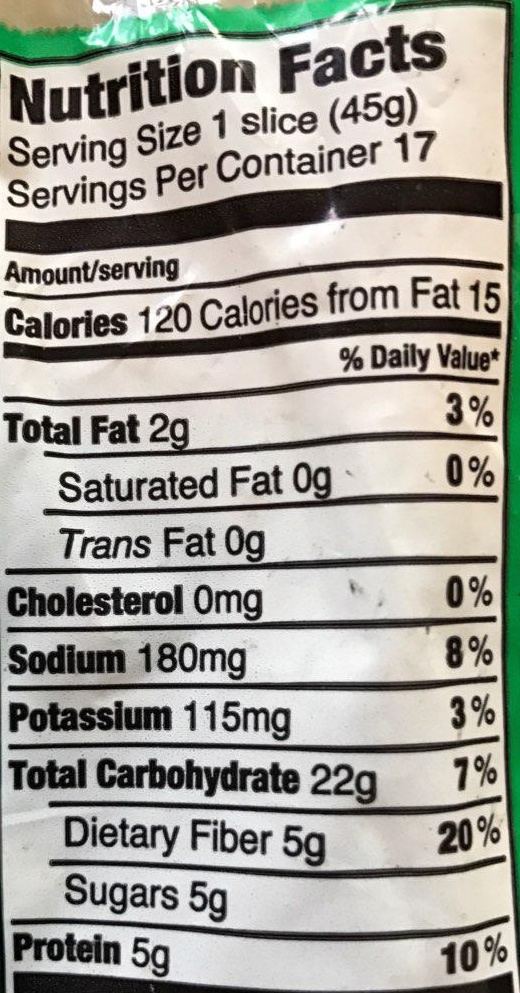 Nutrition Facts
Serving Size 1 slice (45g)
Servings Per Container 17
Amount/serving
Calories 120 Calories from Fat 15
% Daily Value*
Total Fat 2g 3%
Saturated Fat 0g 0%
Trans Fat 0g
Cholesterol 0mg 0%
Sodium 180mg 8%
Potassium 115mg 3%
Total Carbohydrate 22g 7%
Dietary Fiber 5g 20%
Sugars 5g
Protein 5g 10%